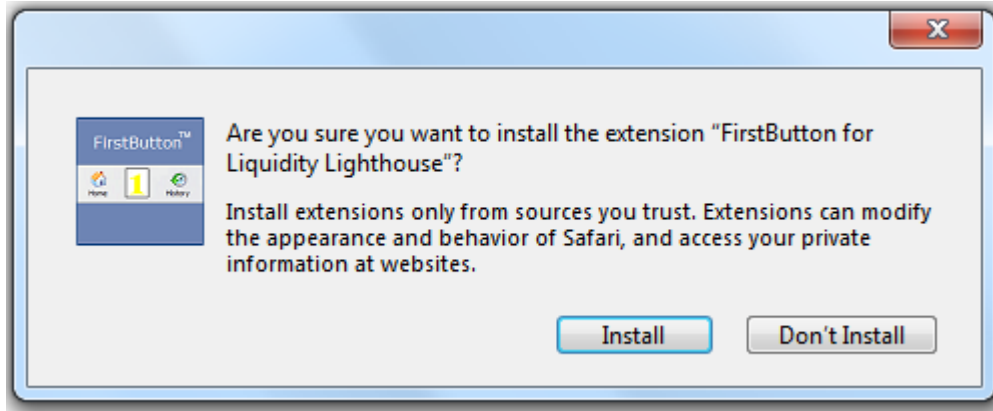 Are you sure you want to install the extension “FirstButton for
Liquidity Lighthouse“?
Install extensions only from sources you trust. Extensions can modify
the appearance and behavior of Safari, and access your private
information at websites.
FirstButton™
Home 1 History
Install Don't Install